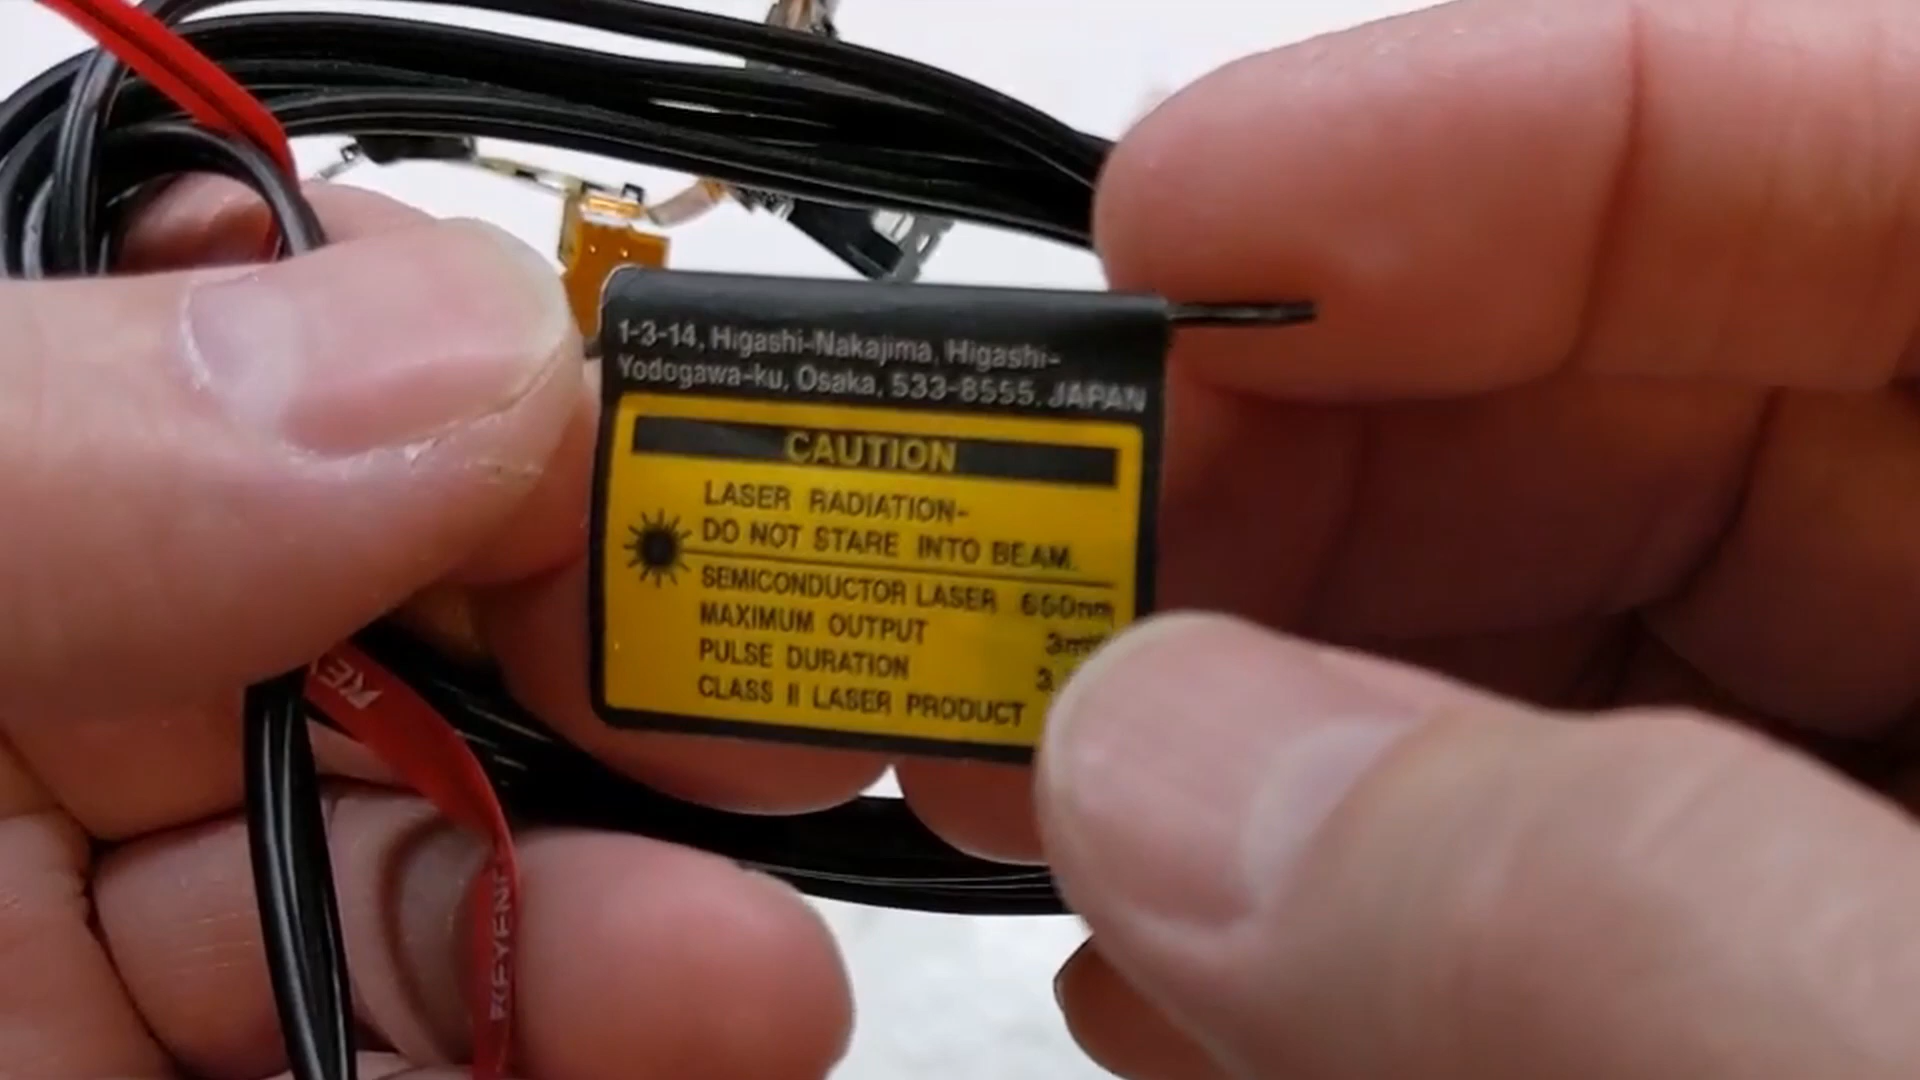 1-3-14, Higashi-Nakajima, Higashi-
Yodogawa-ku, Osaka, 533-8555, JAPAN
CAUTION
LASER RADIATION-
DO NOT STARE INTO BEAM.
SEMICONDUCTOR LASER 650nm
MAXIMUM OUTPUT
PULSE DURATION
CLASS II LASER PRODUCT